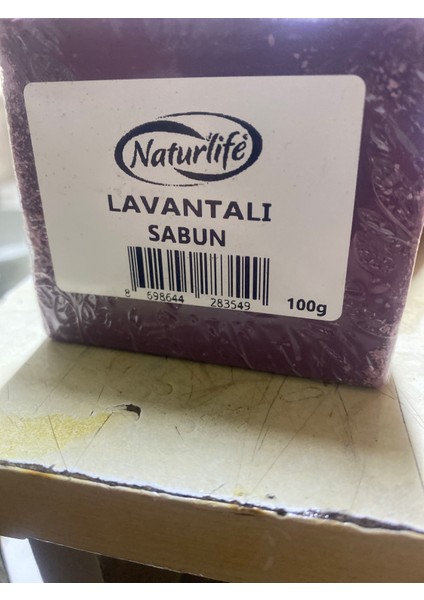 Naturlife
LAVANTALI
SABUN
8 698644 283549
100g